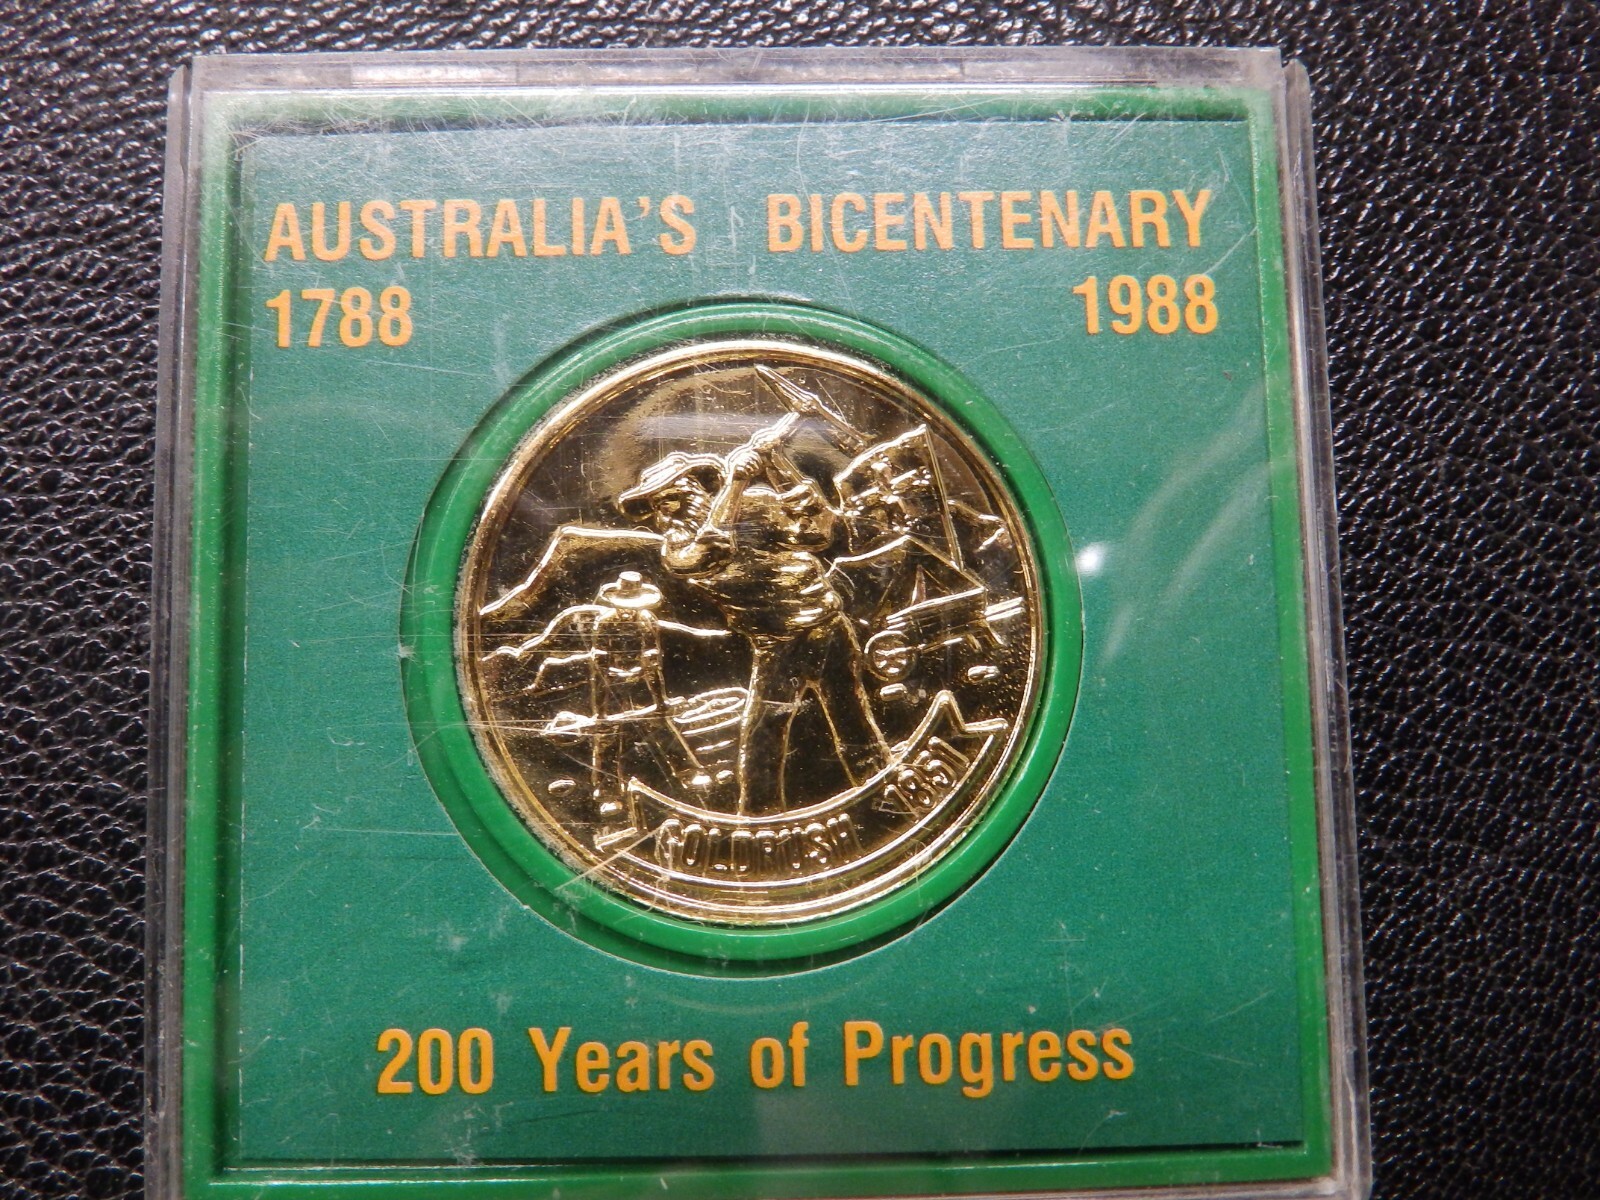 AUSTRALIA'S BICENTENARY
1788 1988
GOLDRUSH 1851
200 Years of Progress